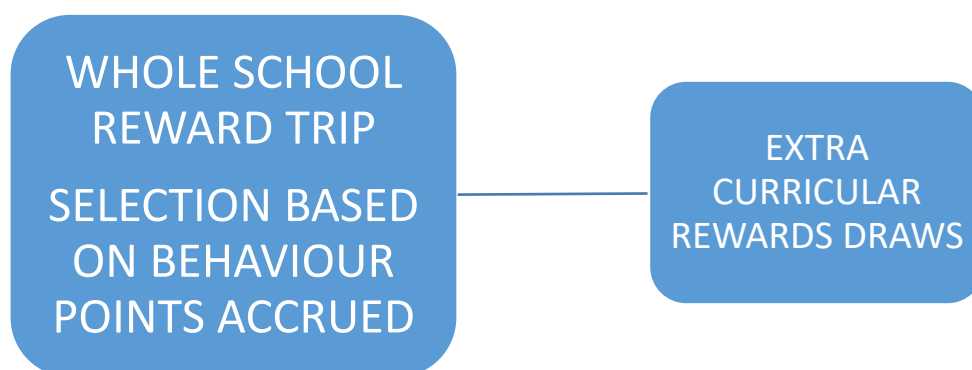 WHOLE SCHOOL
REWARD TRIP
SELECTION BASED
ON BEHAVIOUR
POINTS ACCRUED
EXTRA
CURRICULAR
REWARDS DRAWS